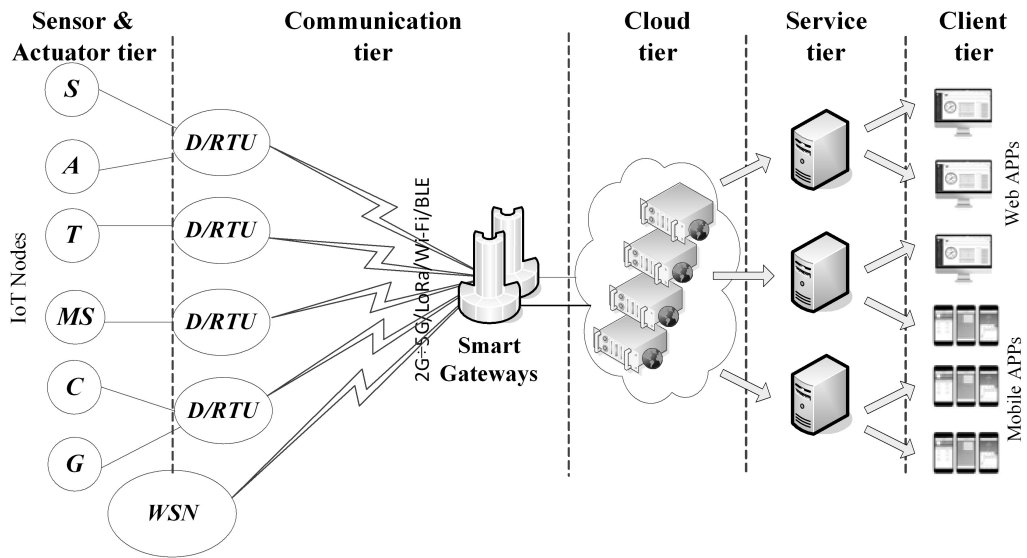 Sensor &
Actuator tier
Communication
tier
Cloud
tier
Service
tier
Client
tier
S
A
T
MS
C
G
WSN
IoT Nodes
D/RTU
D/RTU
D/RTU
D/RTU
2G÷5G/LoRa/Wi-Fi/BLE
Smart
Gateways
Web APPs
Mobile APPs